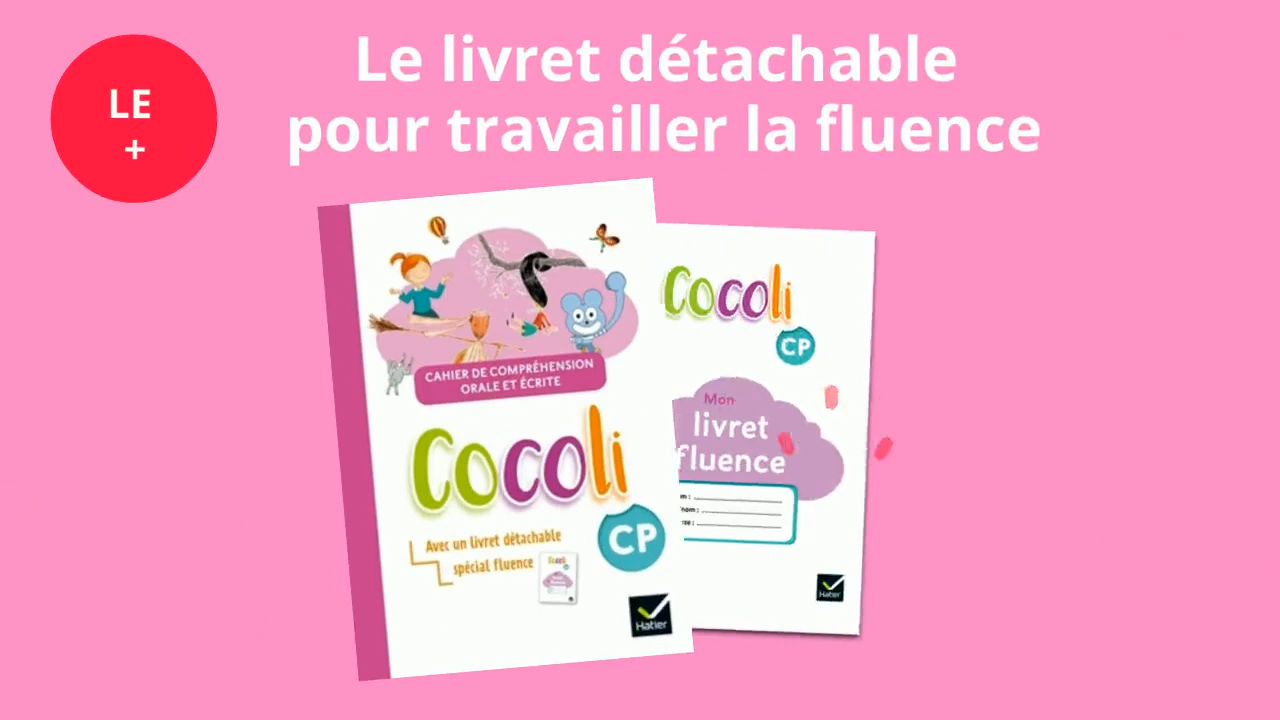 LE
+
Le livret détachable
pour travailler la fluence
CAHIER DE COMPRÉHENSION
ORALE ET ÉCRITE
Cocoli
CP
Avec un livret détachable
spécial fluence
Hatier
Cocoli
CP
Mon
livret
fluence
Hatier